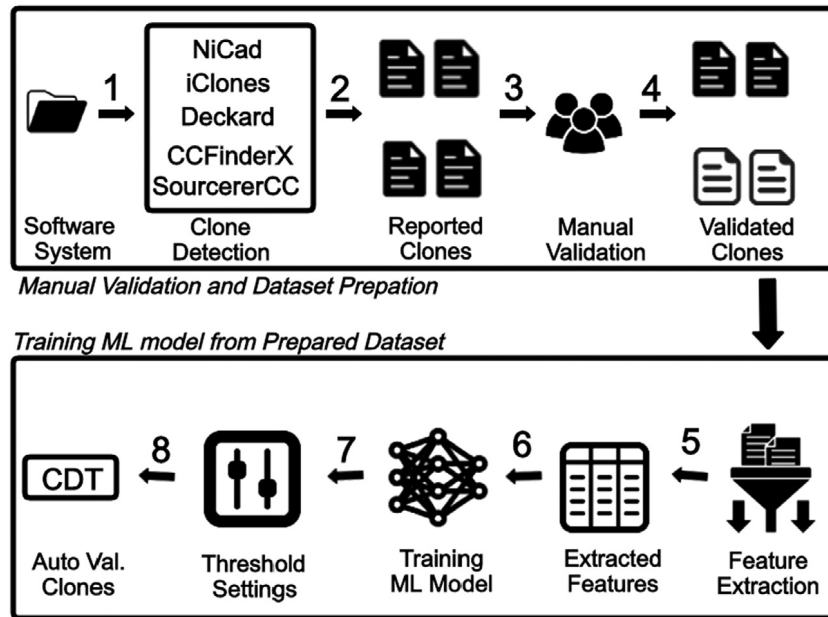 NiCad
iClones
Deckard
CCFinderX
SourcererCC
1
2
3
4
Software
System
Clone
Detection
Reported
Clones
Manual
Validation
Validated
Clones
Manual Validation and Dataset Prepation
Training ML model from Prepared Dataset
8
7
6
5
CDT
Auto Val.
Clones
Threshold
Settings
Training
ML Model
Extracted
Features
Feature
Extraction